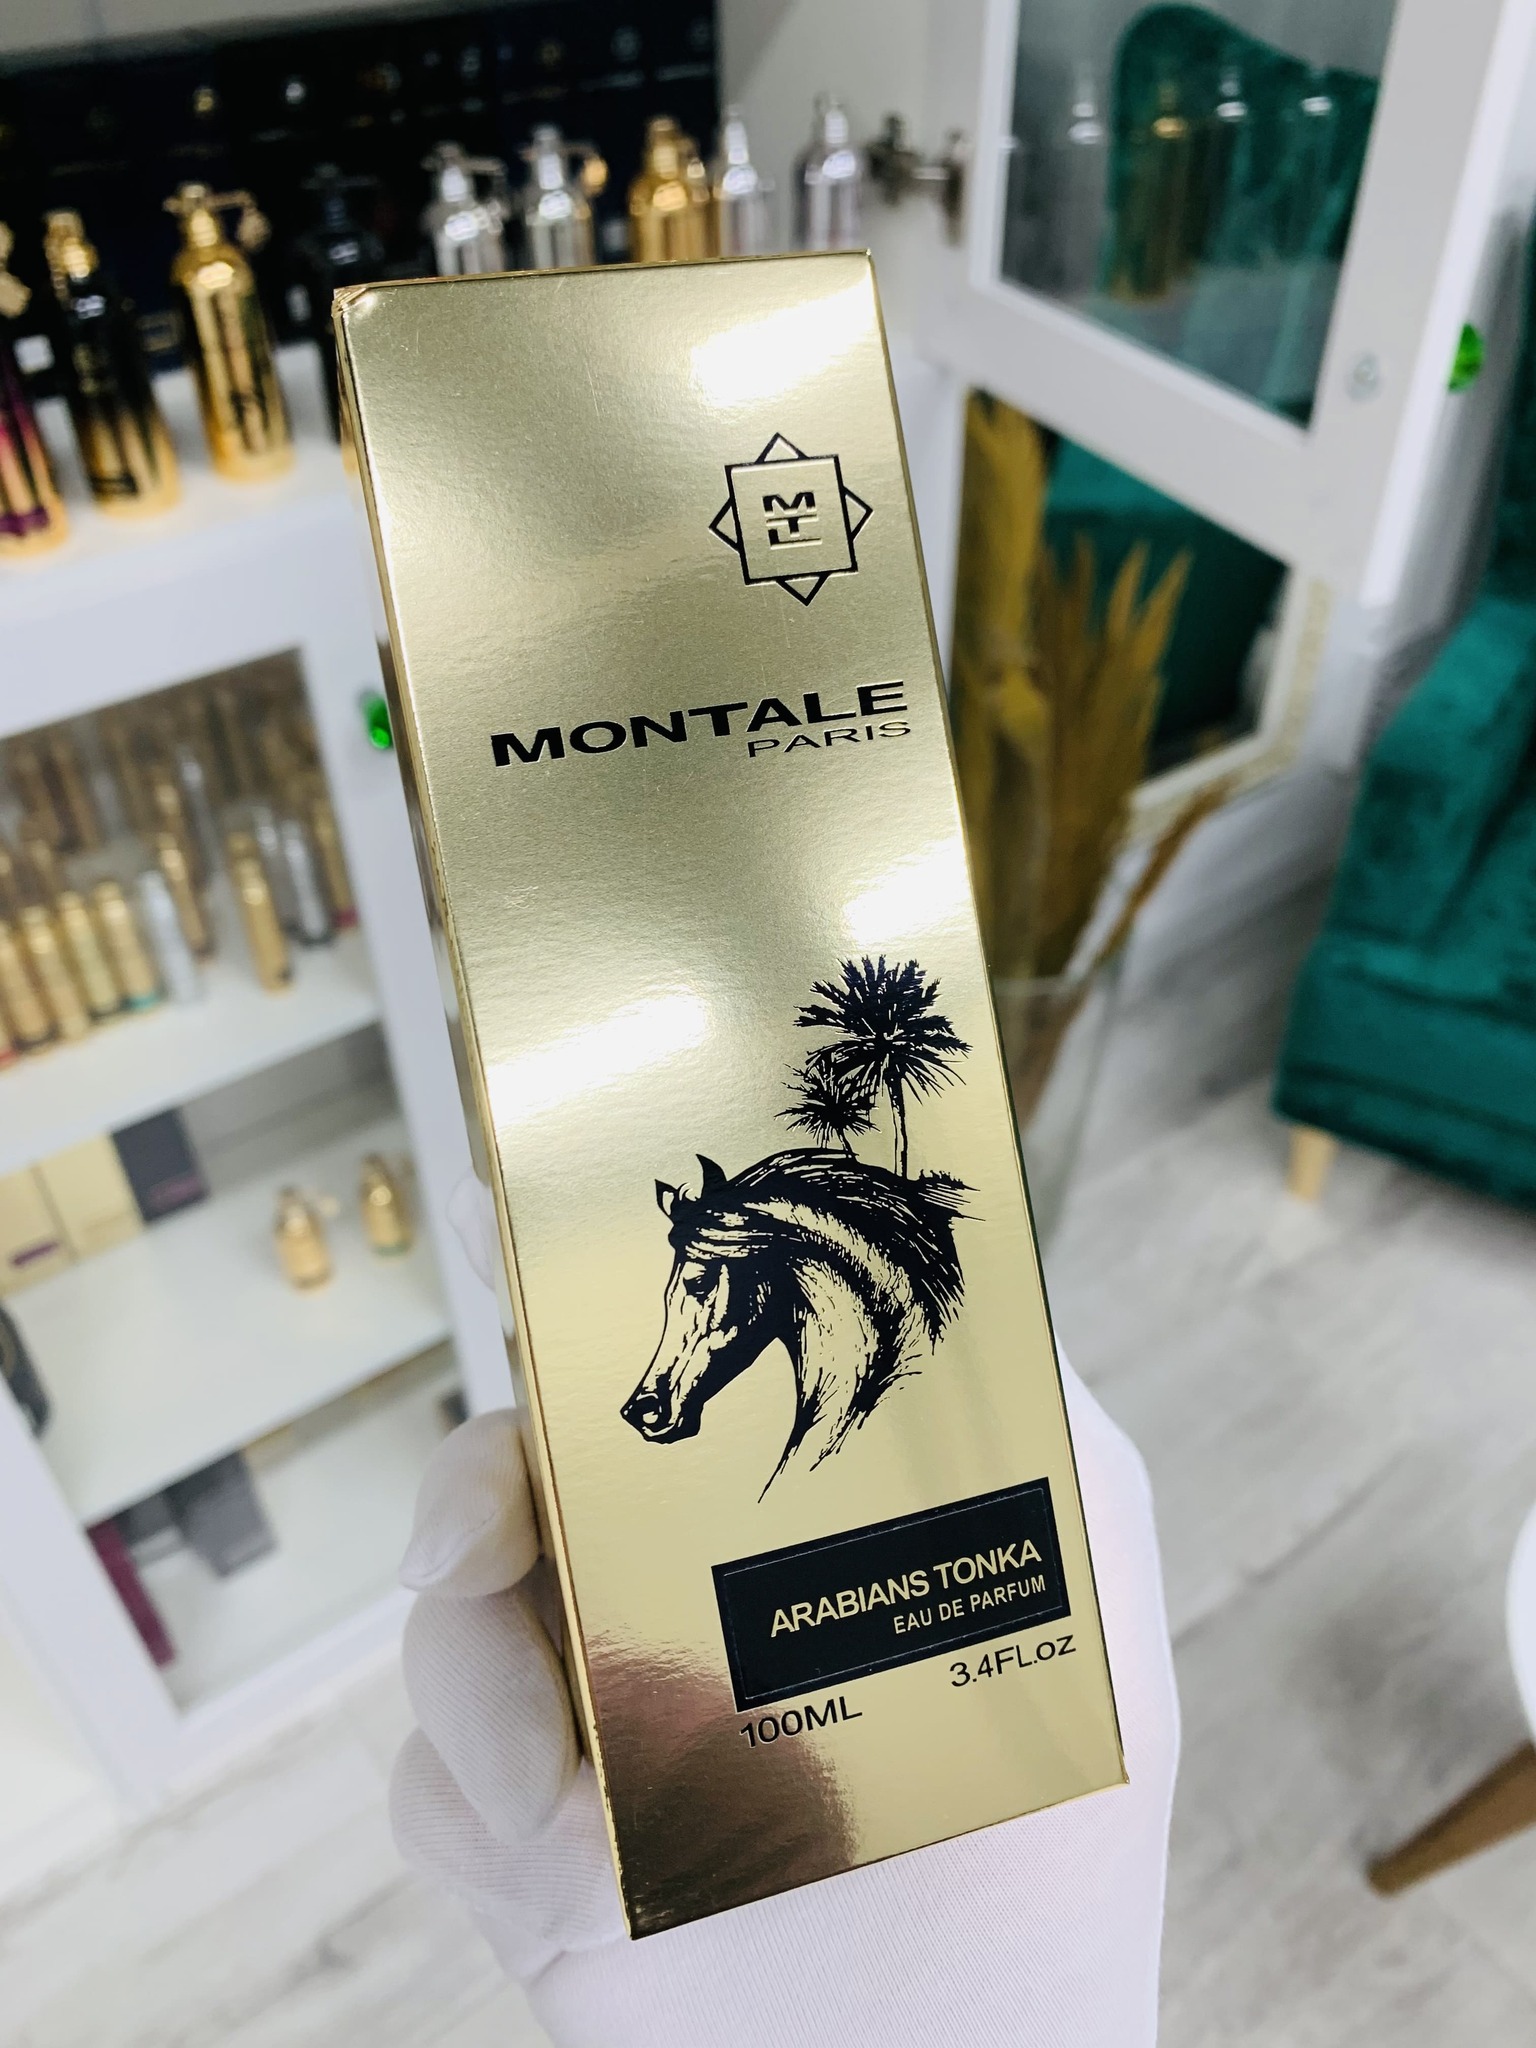 MTL
MONTALE
PARIS
ARABIANS TONKA
EAU DE PARFUM
100ML 3.4FL.OZ